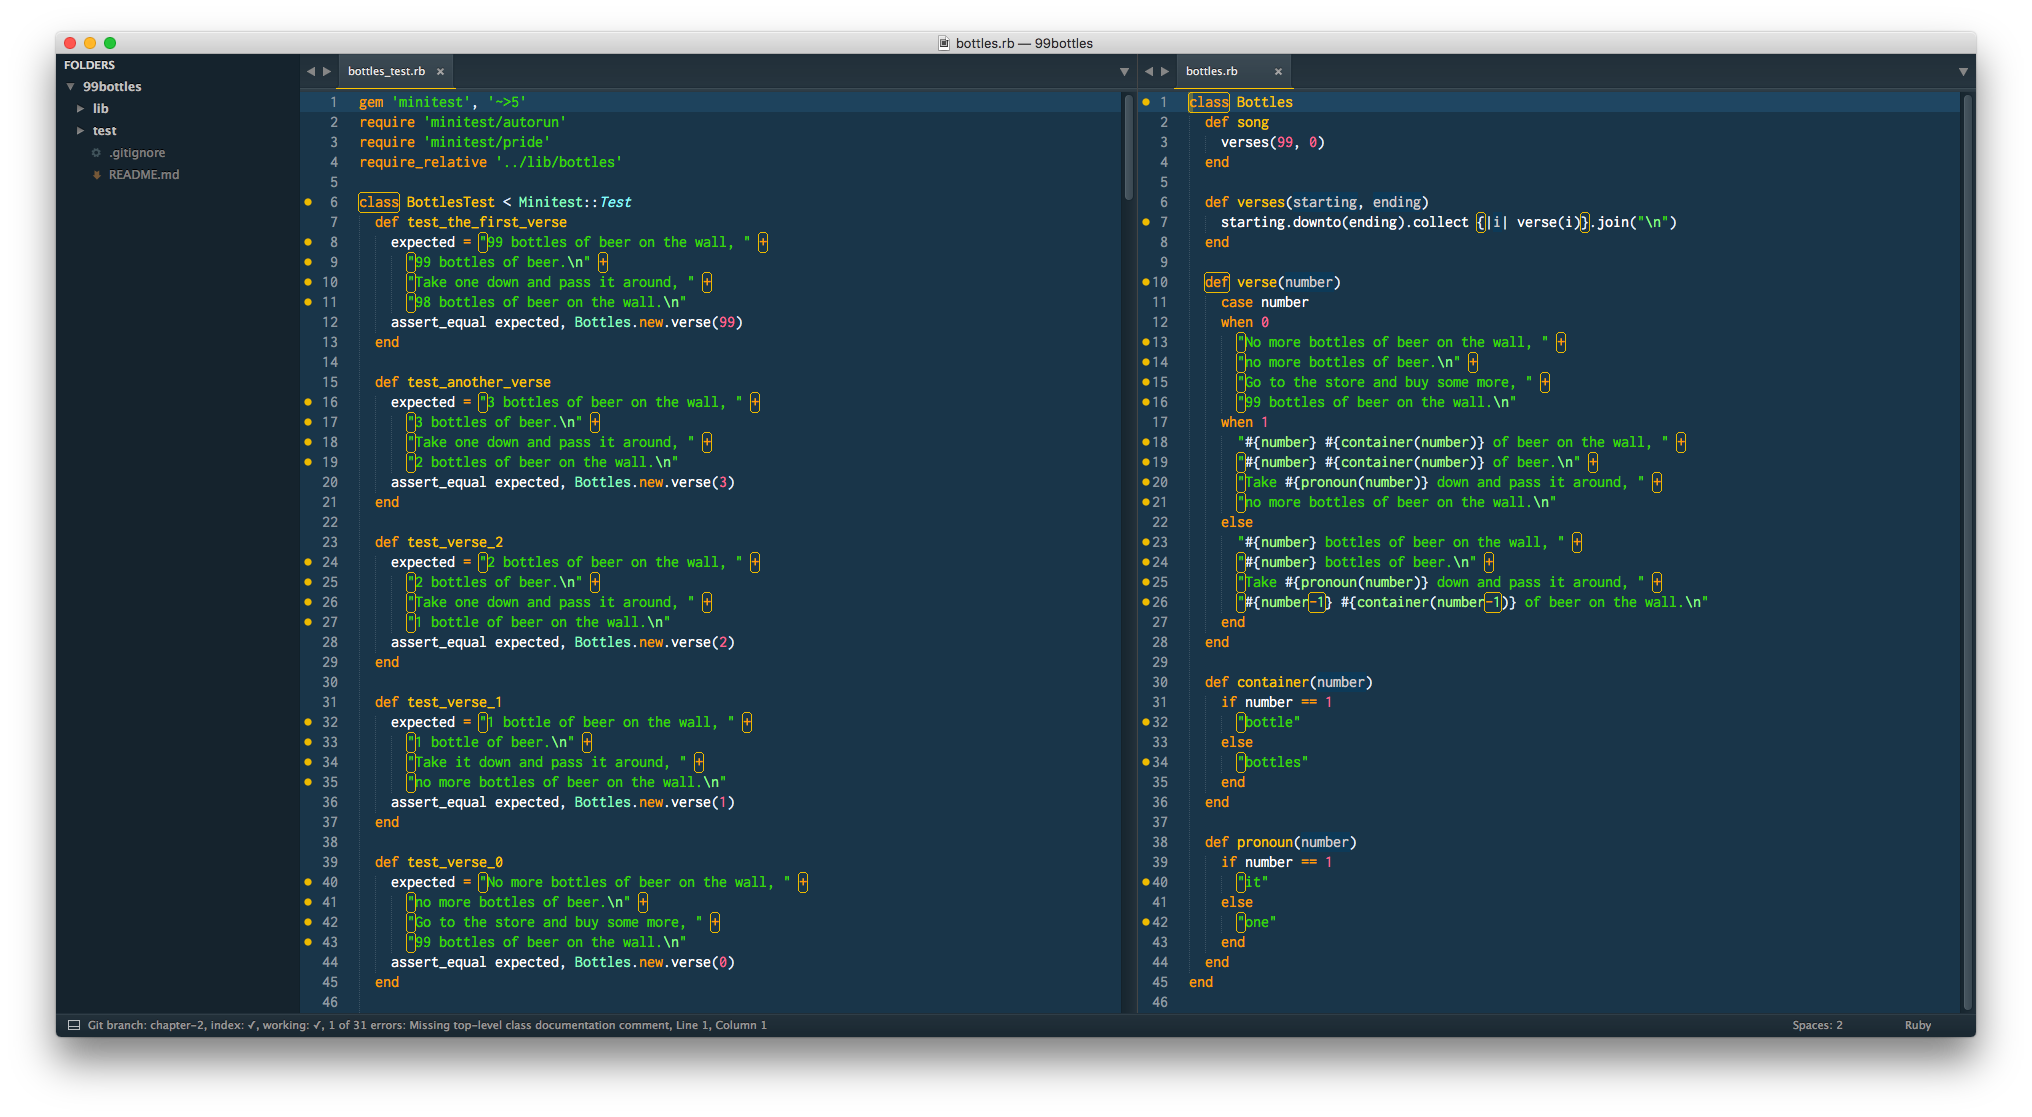 bottles.rb — 99bottles
FOLDERS
99bottles
lib
test
.gitignore
README.md
bottles_test.rb ×
1 gem 'minitest', '~>5'
2 require 'minitest/autorun'
3 require 'minitest/pride'
4 require_relative '../lib/bottles'
5
6 class BottlesTest < Minitest::Test
7 def test_the_first_verse
8 expected = "99 bottles of beer on the wall, " +
9 "99 bottles of beer.\n" +
10 "Take one down and pass it around, " +
11 "98 bottles of beer on the wall.\n"
12 assert_equal expected, Bottles.new.verse(99)
13 end
14
15 def test_another_verse
16 expected = "3 bottles of beer on the wall, " +
17 "3 bottles of beer.\n" +
18 "Take one down and pass it around, " +
19 "2 bottles of beer on the wall.\n"
20 assert_equal expected, Bottles.new.verse(3)
21 end
22
23 def test_verse_2
24 expected = "2 bottles of beer on the wall, " +
25 "2 bottles of beer.\n" +
26 "Take one down and pass it around, " +
27 "1 bottle of beer on the wall.\n"
28 assert_equal expected, Bottles.new.verse(2)
29 end
30
31 def test_verse_1
32 expected = "1 bottle of beer on the wall, " +
33 "1 bottle of beer.\n" +
34 "Take it down and pass it around, " +
35 "no more bottles of beer on the wall.\n"
36 assert_equal expected, Bottles.new.verse(1)
37 end
38
39 def test_verse_0
40 expected = "No more bottles of beer on the wall, " +
41 "no more bottles of beer.\n" +
42 "Go to the store and buy some more, " +
43 "99 bottles of beer on the wall.\n"
44 assert_equal expected, Bottles.new.verse(0)
45 end
46
bottles.rb ×
1 class Bottles
2 def song
3 verses(99, 0)
4 end
5
6 def verses(starting, ending)
7 starting.downto(ending).collect {|i| verse(i)}.join("\n")
8 end
9
10 def verse(number)
11 case number
12 when 0
13 "No more bottles of beer on the wall, " +
14 "no more bottles of beer.\n" +
15 "Go to the store and buy some more, " +
16 "99 bottles of beer on the wall.\n"
17 when 1
18 "#{number} #{container(number)} of beer on the wall, " +
19 "#{number} #{container(number)} of beer.\n" +
20 "Take #{pronoun(number)} down and pass it around, " +
21 "no more bottles of beer on the wall.\n"
22 else
23 "#{number} bottles of beer on the wall, " +
24 "#{number} bottles of beer.\n" +
25 "Take #{pronoun(number)} down and pass it around, " +
26 "#{number-1} #{container(number-1)} of beer on the wall.\n"
27 end
28 end
29
30 def container(number)
31 if number == 1
32 "bottle"
33 else
34 "bottles"
35 end
36 end
37
38 def pronoun(number)
39 if number == 1
40 "it"
41 else
42 "one"
43 end
44 end
45 end
46
Git branch: chapter-2, index: ✓, working: ✓, 1 of 31 errors: Missing top-level class documentation comment, Line 1, Column 1
Spaces: 2
Ruby